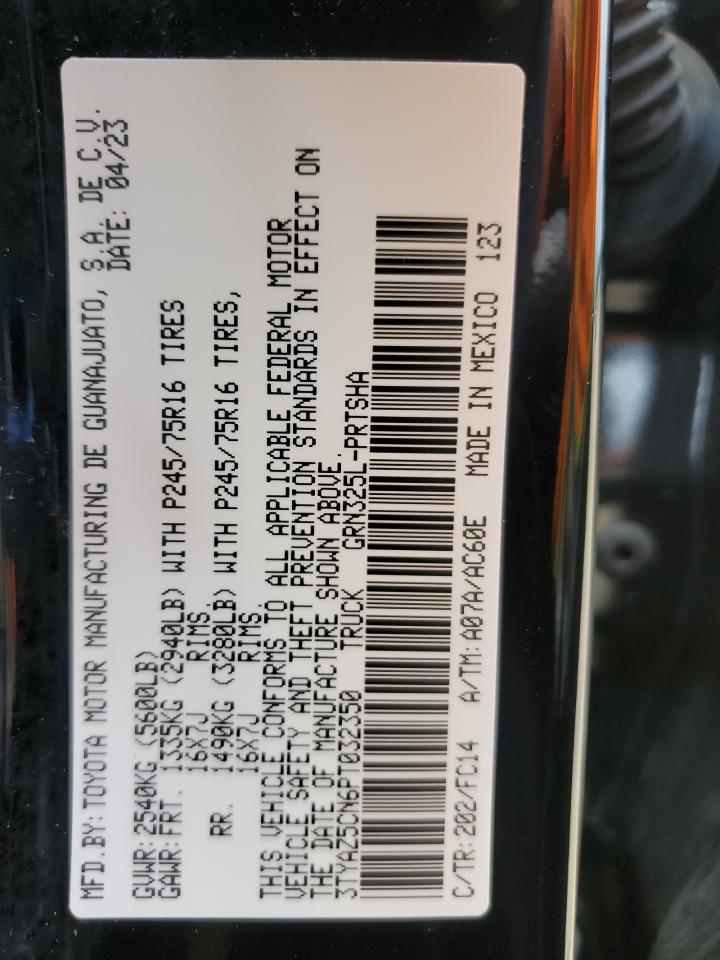 MFD.BY:TOYOTA MOTOR MANUFACTURING DE GUANAJUATO, S.A. DE C.V.
DATE: 04/23
GVWR:2540KG (5600LB)
GAWR:FRT. 1335KG (2940LB) WITH P245/75R16 TIRES
16X7J RIMS.
RR. 1490KG (3280LB) WITH P245/75R16 TIRES,
16X7J RIMS.
THIS VEHICLE CONFORMS TO ALL APPLICABLE FEDERAL MOTOR
VEHICLE SAFETY AND THEFT PREVENTION STANDARDS IN EFFECT ON
THE DATE OF MANUFACTURE SHOWN ABOVE.
3TYAZ5CN6PT032350 TRUCK GRN325L-PRTSHA
C/TR:202/FC14 A/TM:A07A/AC60E MADE IN MEXICO 123